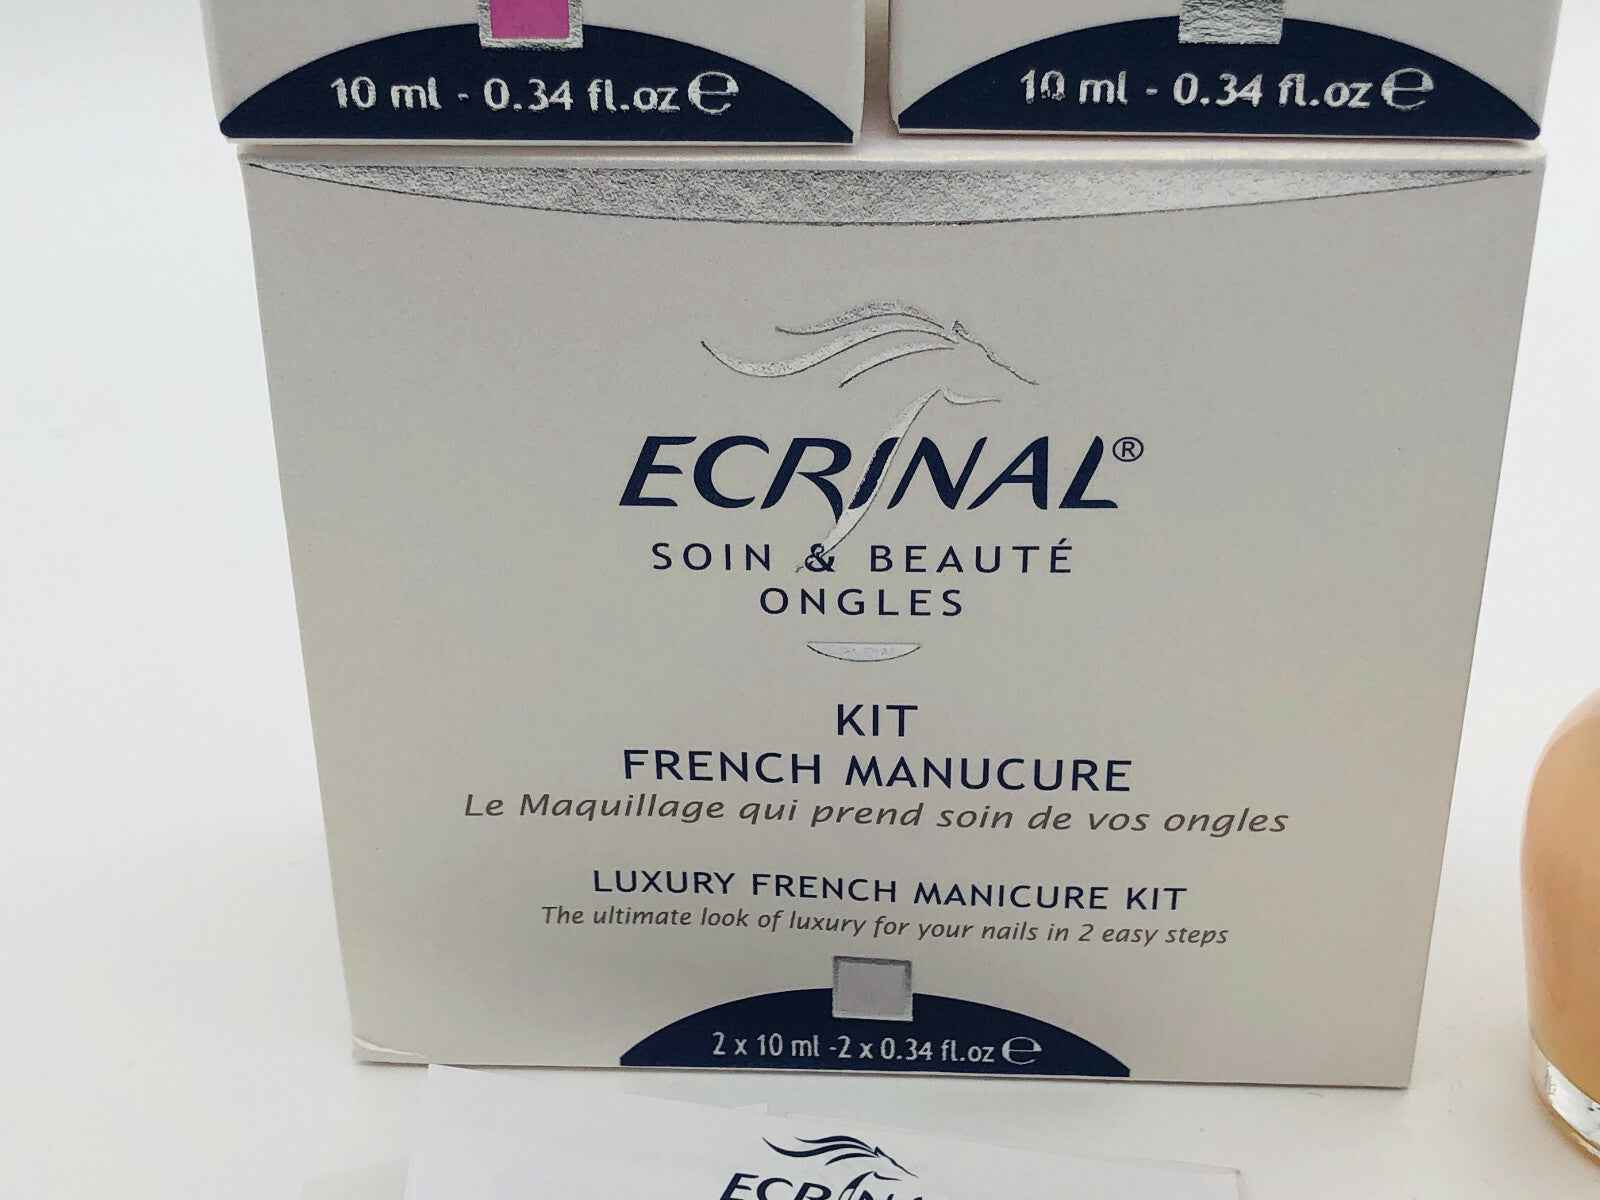 10 ml - 0.34 fl.oz ℮
10 ml - 0.34 fl.oz ℮
ECRINAL®
SOIN & BEAUTÉ
ONGLES
KIT
FRENCH MANUCURE
Le Maquillage qui prend soin de vos ongles
LUXURY FRENCH MANICURE KIT
The ultimate look of luxury for your nails in 2 easy steps
2 x 10 ml -2 x 0.34 fl.oz ℮
ECRINAL